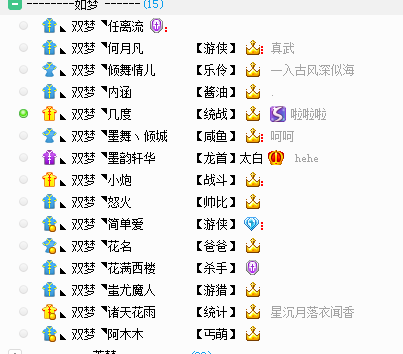 --------如梦 ------ (15)
双梦 ◥任离流
双梦 ◥何月凡 【游侠】 真武
双梦 ◥倾舞情儿 【乐伶】 一入古风深似海
双梦 ◥内涵 【酱油】 .
双梦 ◥几度 【统战】 啦啦啦
双梦 ◥墨舞丶倾城 【咸鱼】 呵呵
双梦 ◥墨韵轩华 【龙首】太白 hehe
双梦 ◥小炮 【战斗】
双梦 ◥怒火 【帅比】
双梦 ◥简单爱 【游侠】
双梦 ◥花名 【爸爸】
双梦 ◥花满西楼 【杀手】
双梦 ◥蚩尤魔人 【游猎】
双梦 ◥诸天花雨 【统计】 星沉月落衣闻香
双梦 ◥阿木木 【丐萌】